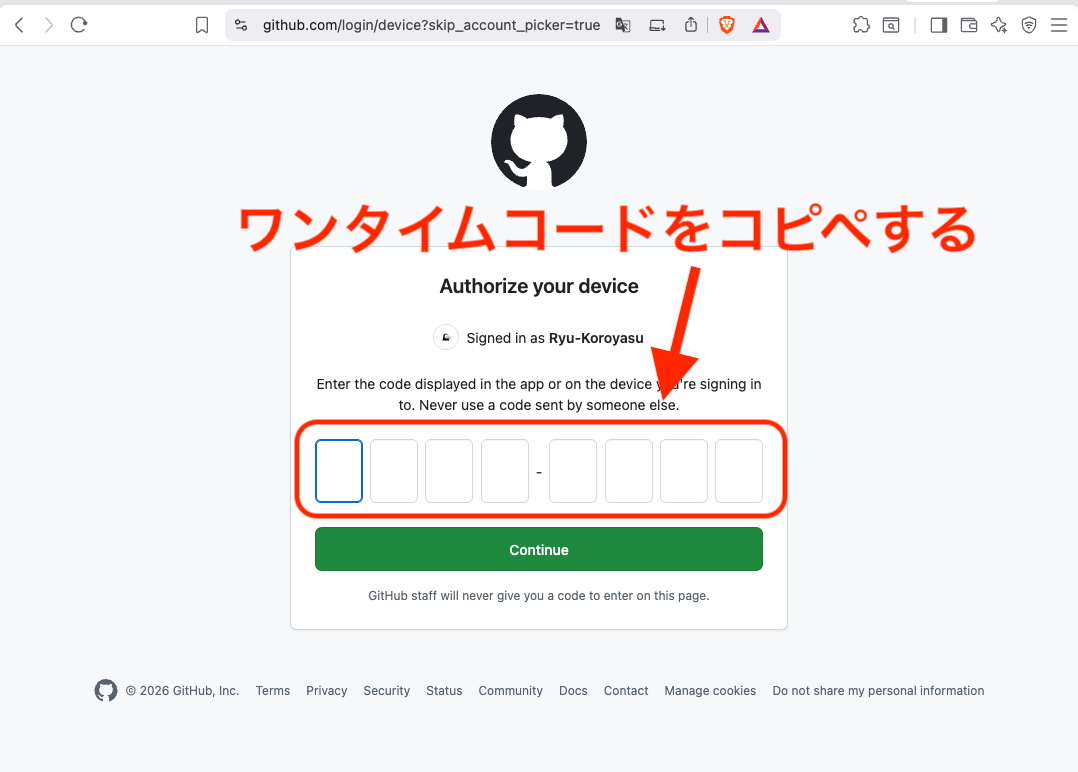 github.com/login/device?skip_account_picker=true
ワンタイムコードをコピペする
Authorize your device
Signed in as Ryu-Koroyasu
Enter the code displayed in the app or on the device you're signing in
to. Never use a code sent by someone else.
-
Continue
GitHub staff will never give you a code to enter on this page.
© 2026 GitHub, Inc. Terms Privacy Security Status Community Docs Contact Manage cookies Do not share my personal information